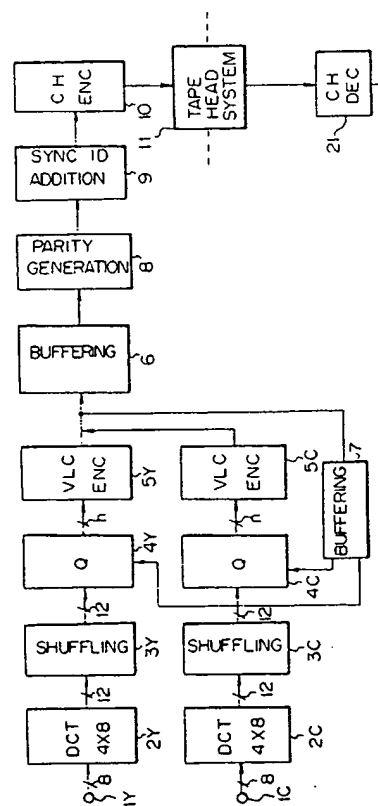 1Y
8
DCT
4X8
2Y
12
SHUFFLING
3Y
12
Q
4Y
n
VLC
ENC
5Y
BUFFERING
6
PARITY
GENERATION
8
SYNC ID
ADDITION
9
CH
ENC
10
TAPE
HEAD
SYSTEM
11
CH
DEC
21
1C
8
DCT
4X8
2C
12
SHUFFLING
3C
12
Q
4C
n
VLC
ENC
5C
BUFFERING
7